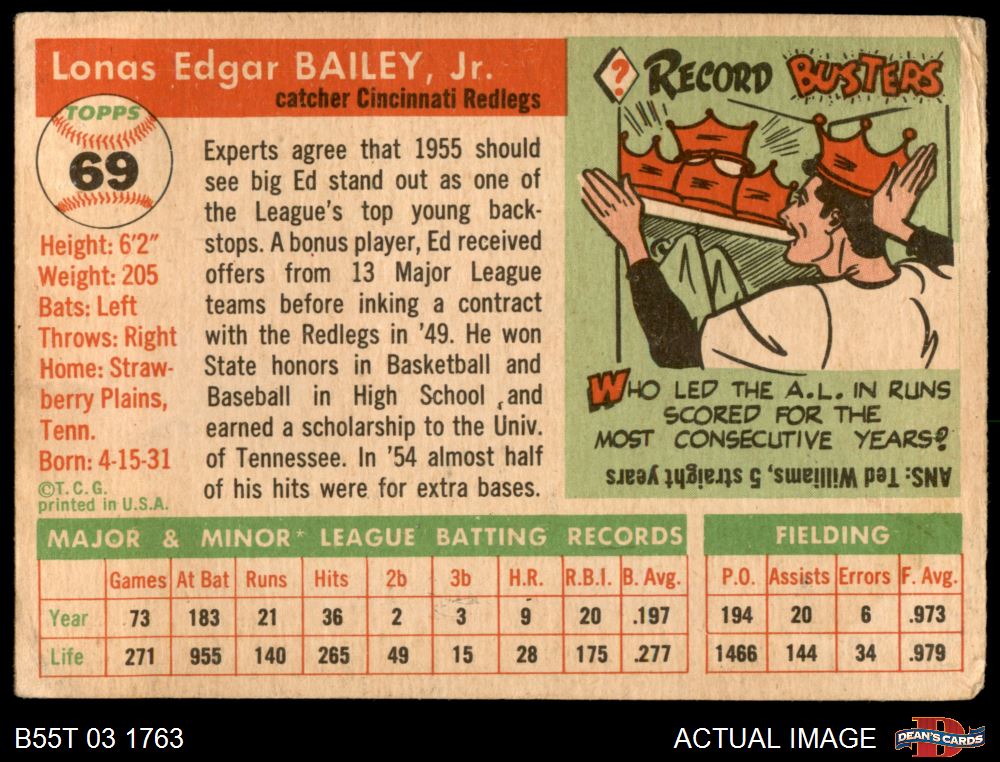 Lonas Edgar BAILEY, Jr.
catcher Cincinnati Redlegs
TOPPS
69
Height: 6'2"
Weight: 205
Bats: Left
Throws: Right
Home: Straw-
berry Plains,
Tenn.
Born: 4-15-31
©T. C. G.
printed in U.S.A.
Experts agree that 1955 should
see big Ed stand out as one of
the League's top young back-
stops. A bonus player, Ed received
offers from 13 Major League
teams before inking a contract
with the Redlegs in '49. He won
State honors in Basketball and
Baseball in High School and
earned a scholarship to the Univ.
of Tennessee. In '54 almost half
of his hits were for extra bases.
? RECORD BUSTERS
WHO LED THE A.L. IN RUNS
SCORED FOR THE
MOST CONSECUTIVE YEARS?
ANS: Ted Williams, 5 straight years
MAJOR & MINOR* LEAGUE BATTING RECORDS
Games At Bat Runs Hits 2b 3b H.R. R.B.I. B. Avg.
Year 73 183 21 36 2 3 9 20 .197
Life 271 955 140 265 49 15 28 175 .277
FIELDING
P.O. Assists Errors F. Avg.
194 20 6 .973
1466 144 34 .979
B55T 03 1763
ACTUAL IMAGE
D
DEAN'S CARDS